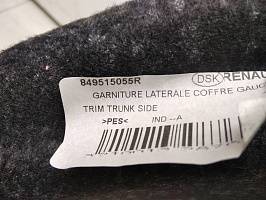 849515055R DSK RENAU
GARNITURE LATERALE COFFRE GAUC
TRIM TRUNK SIDE
>PES< IND --A